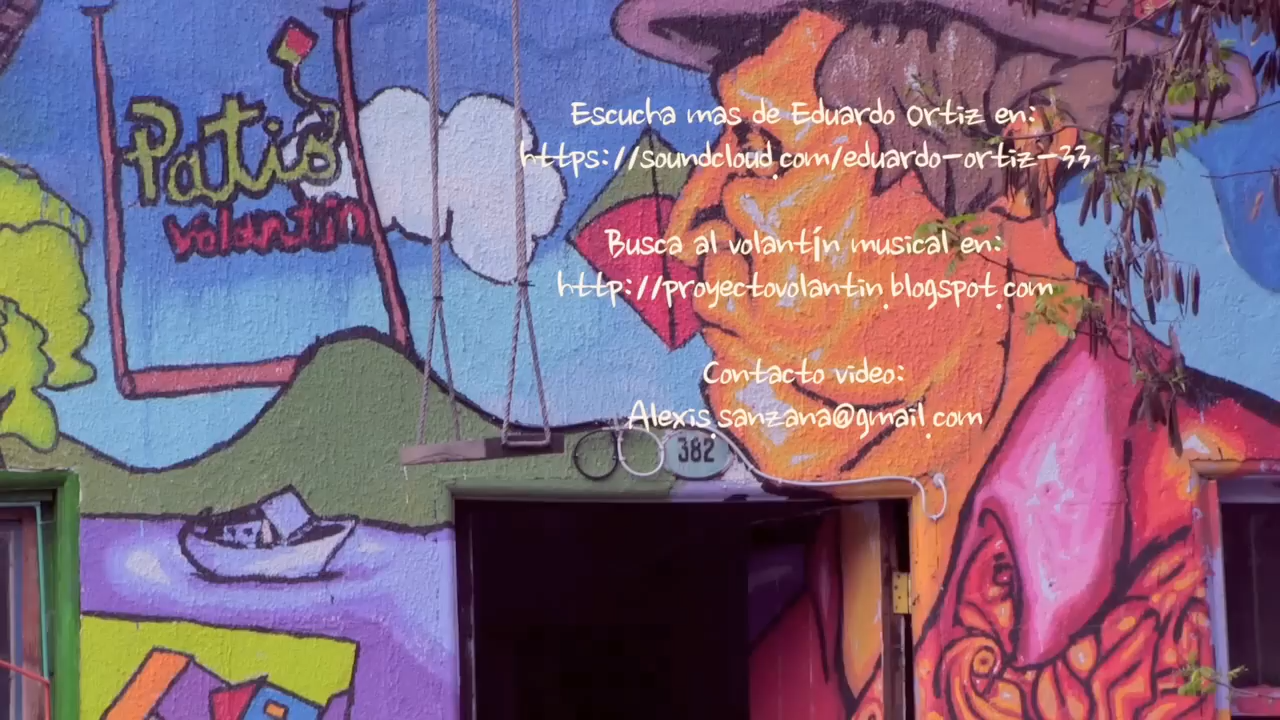 Patio
volantín
Escucha mas de Eduardo Ortiz en:
https://soundcloud.com/eduardo-ortiz-33
Busca al volantín musical en:
http://proyectovolantin.blogspot.com
Contacto video:
Alexis.sanzana@gmail.com
382